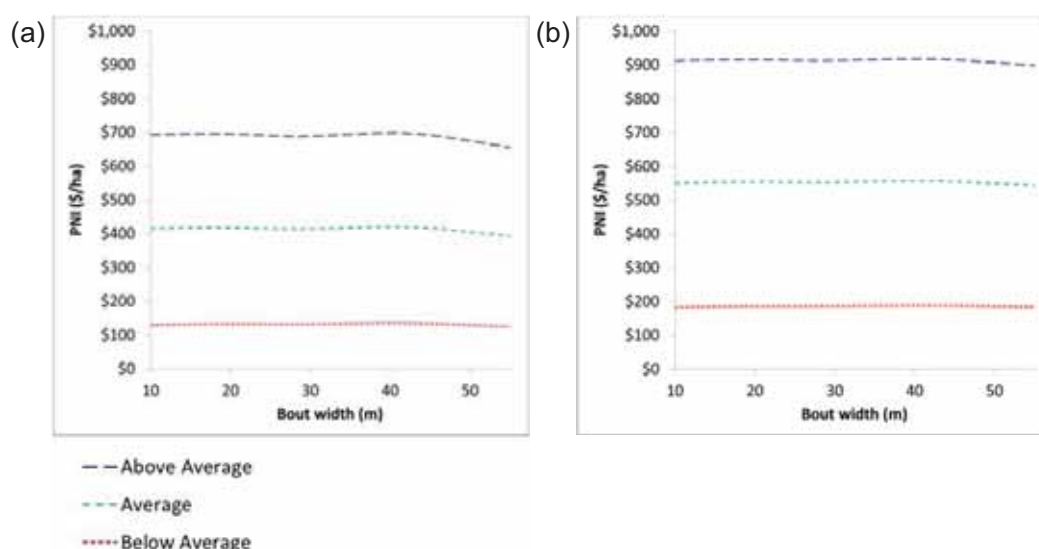 (a)
$1,000
$900
$800
$700
$600
$500
$400
$300
$200
$100
$0
PNI ($/ha)
10 20 30 40 50
Bout width (m)
(b)
$1,000
$900
$800
$700
$600
$500
$400
$300
$200
$100
$0
PNI ($/ha)
10 20 30 40 50
Bout width (m)
Above Average
Average
Below Average